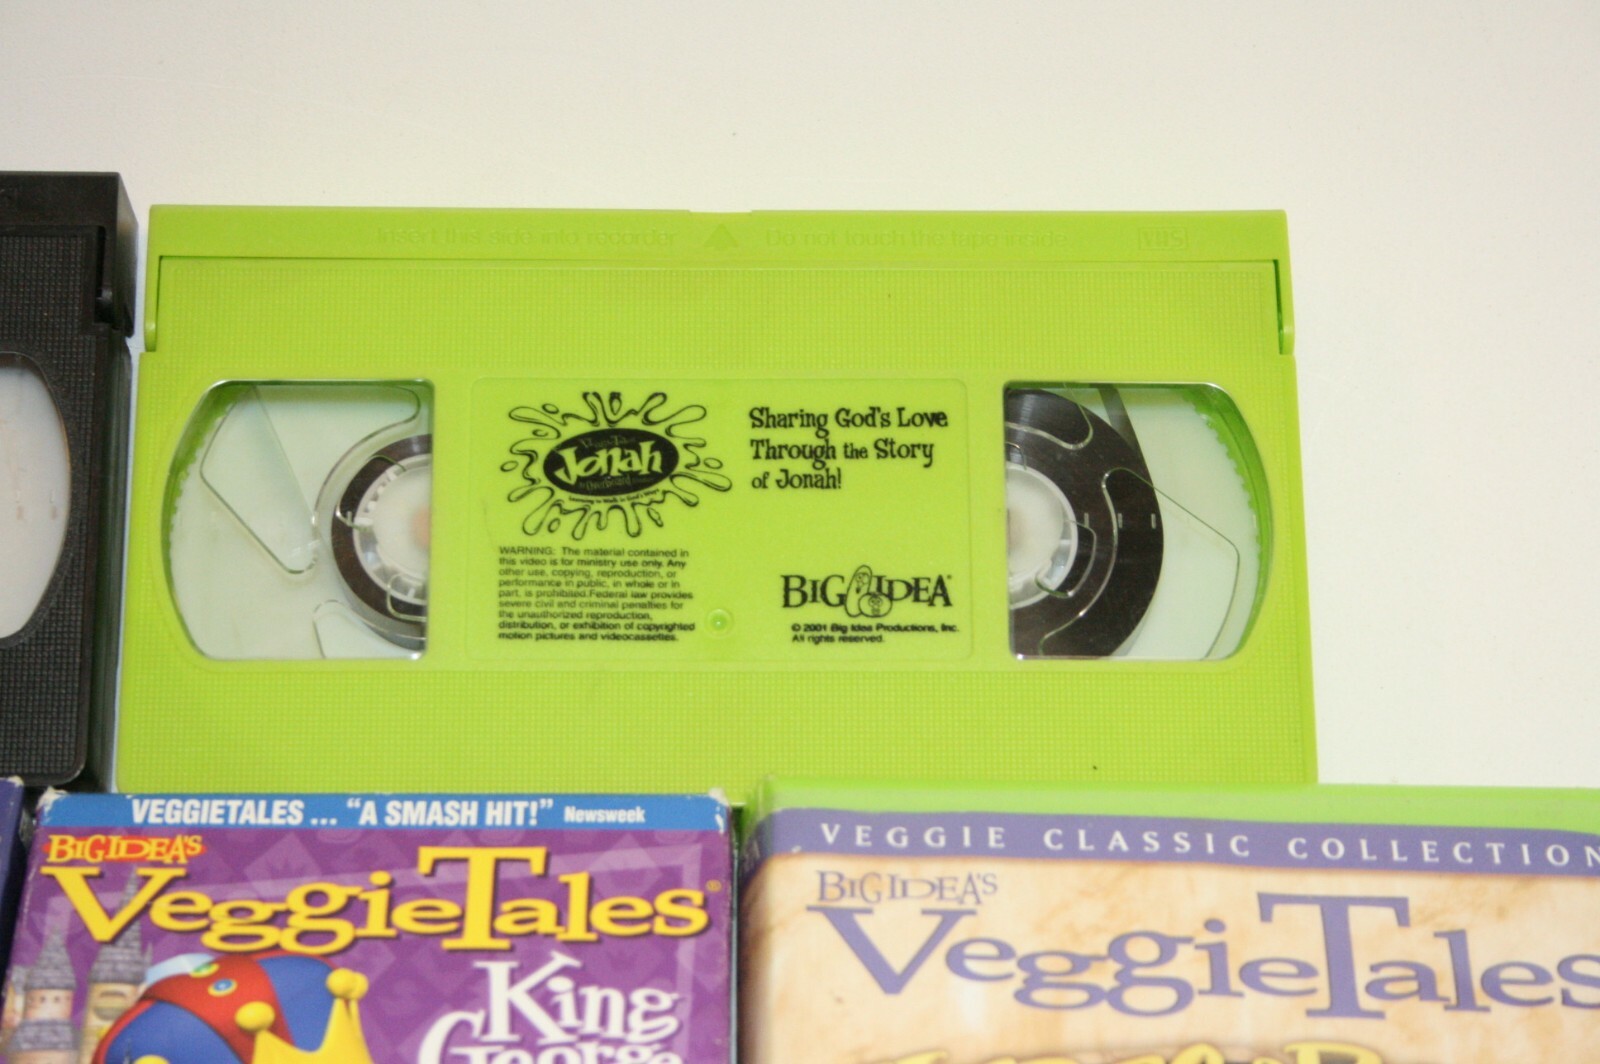 Insert this side into recorder Do not touch the tape inside. VHS
VeggieTales
Jonah
Sharing God's Love
Through the Story
of Jonah!
WARNING: The material contained in
this video is for ministry use only. Any
other use, copying, reproduction, or
performance in public, in whole or in
part, is prohibited.Federal law provides
severe civil and criminal penalties for
the unauthorized reproduction,
distribution, or exhibition of copyrighted
motion pictures and videocassettes.
BIG IDEA®
© 2001 Big Idea Productions, Inc.
All rights reserved.
VEGGIETALES ... "A SMASH HIT!" Newsweek
BIG IDEA'S
VeggieTales®
King
George
VEGGIE CLASSIC COLLECTION
BIG IDEA'S
VeggieTales